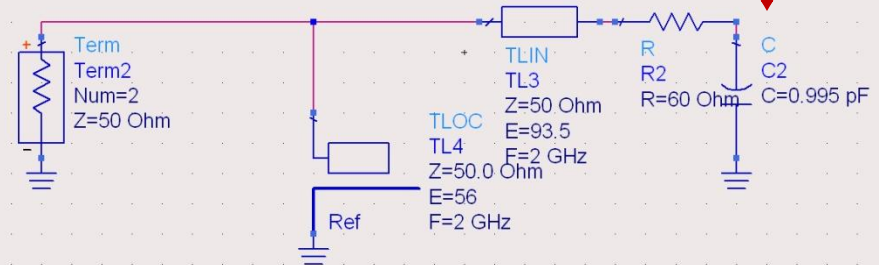 +
Term
Term2
Num=2
Z=50 Ohm
-
TLOC
TL4
Z=50.0 Ohm
E=56
F=2 GHz
Ref
TLIN
TL3
Z=50 Ohm
E=93.5
F=2 GHz
R
R2
R=60 Ohm
C
C2
C=0.995 pF